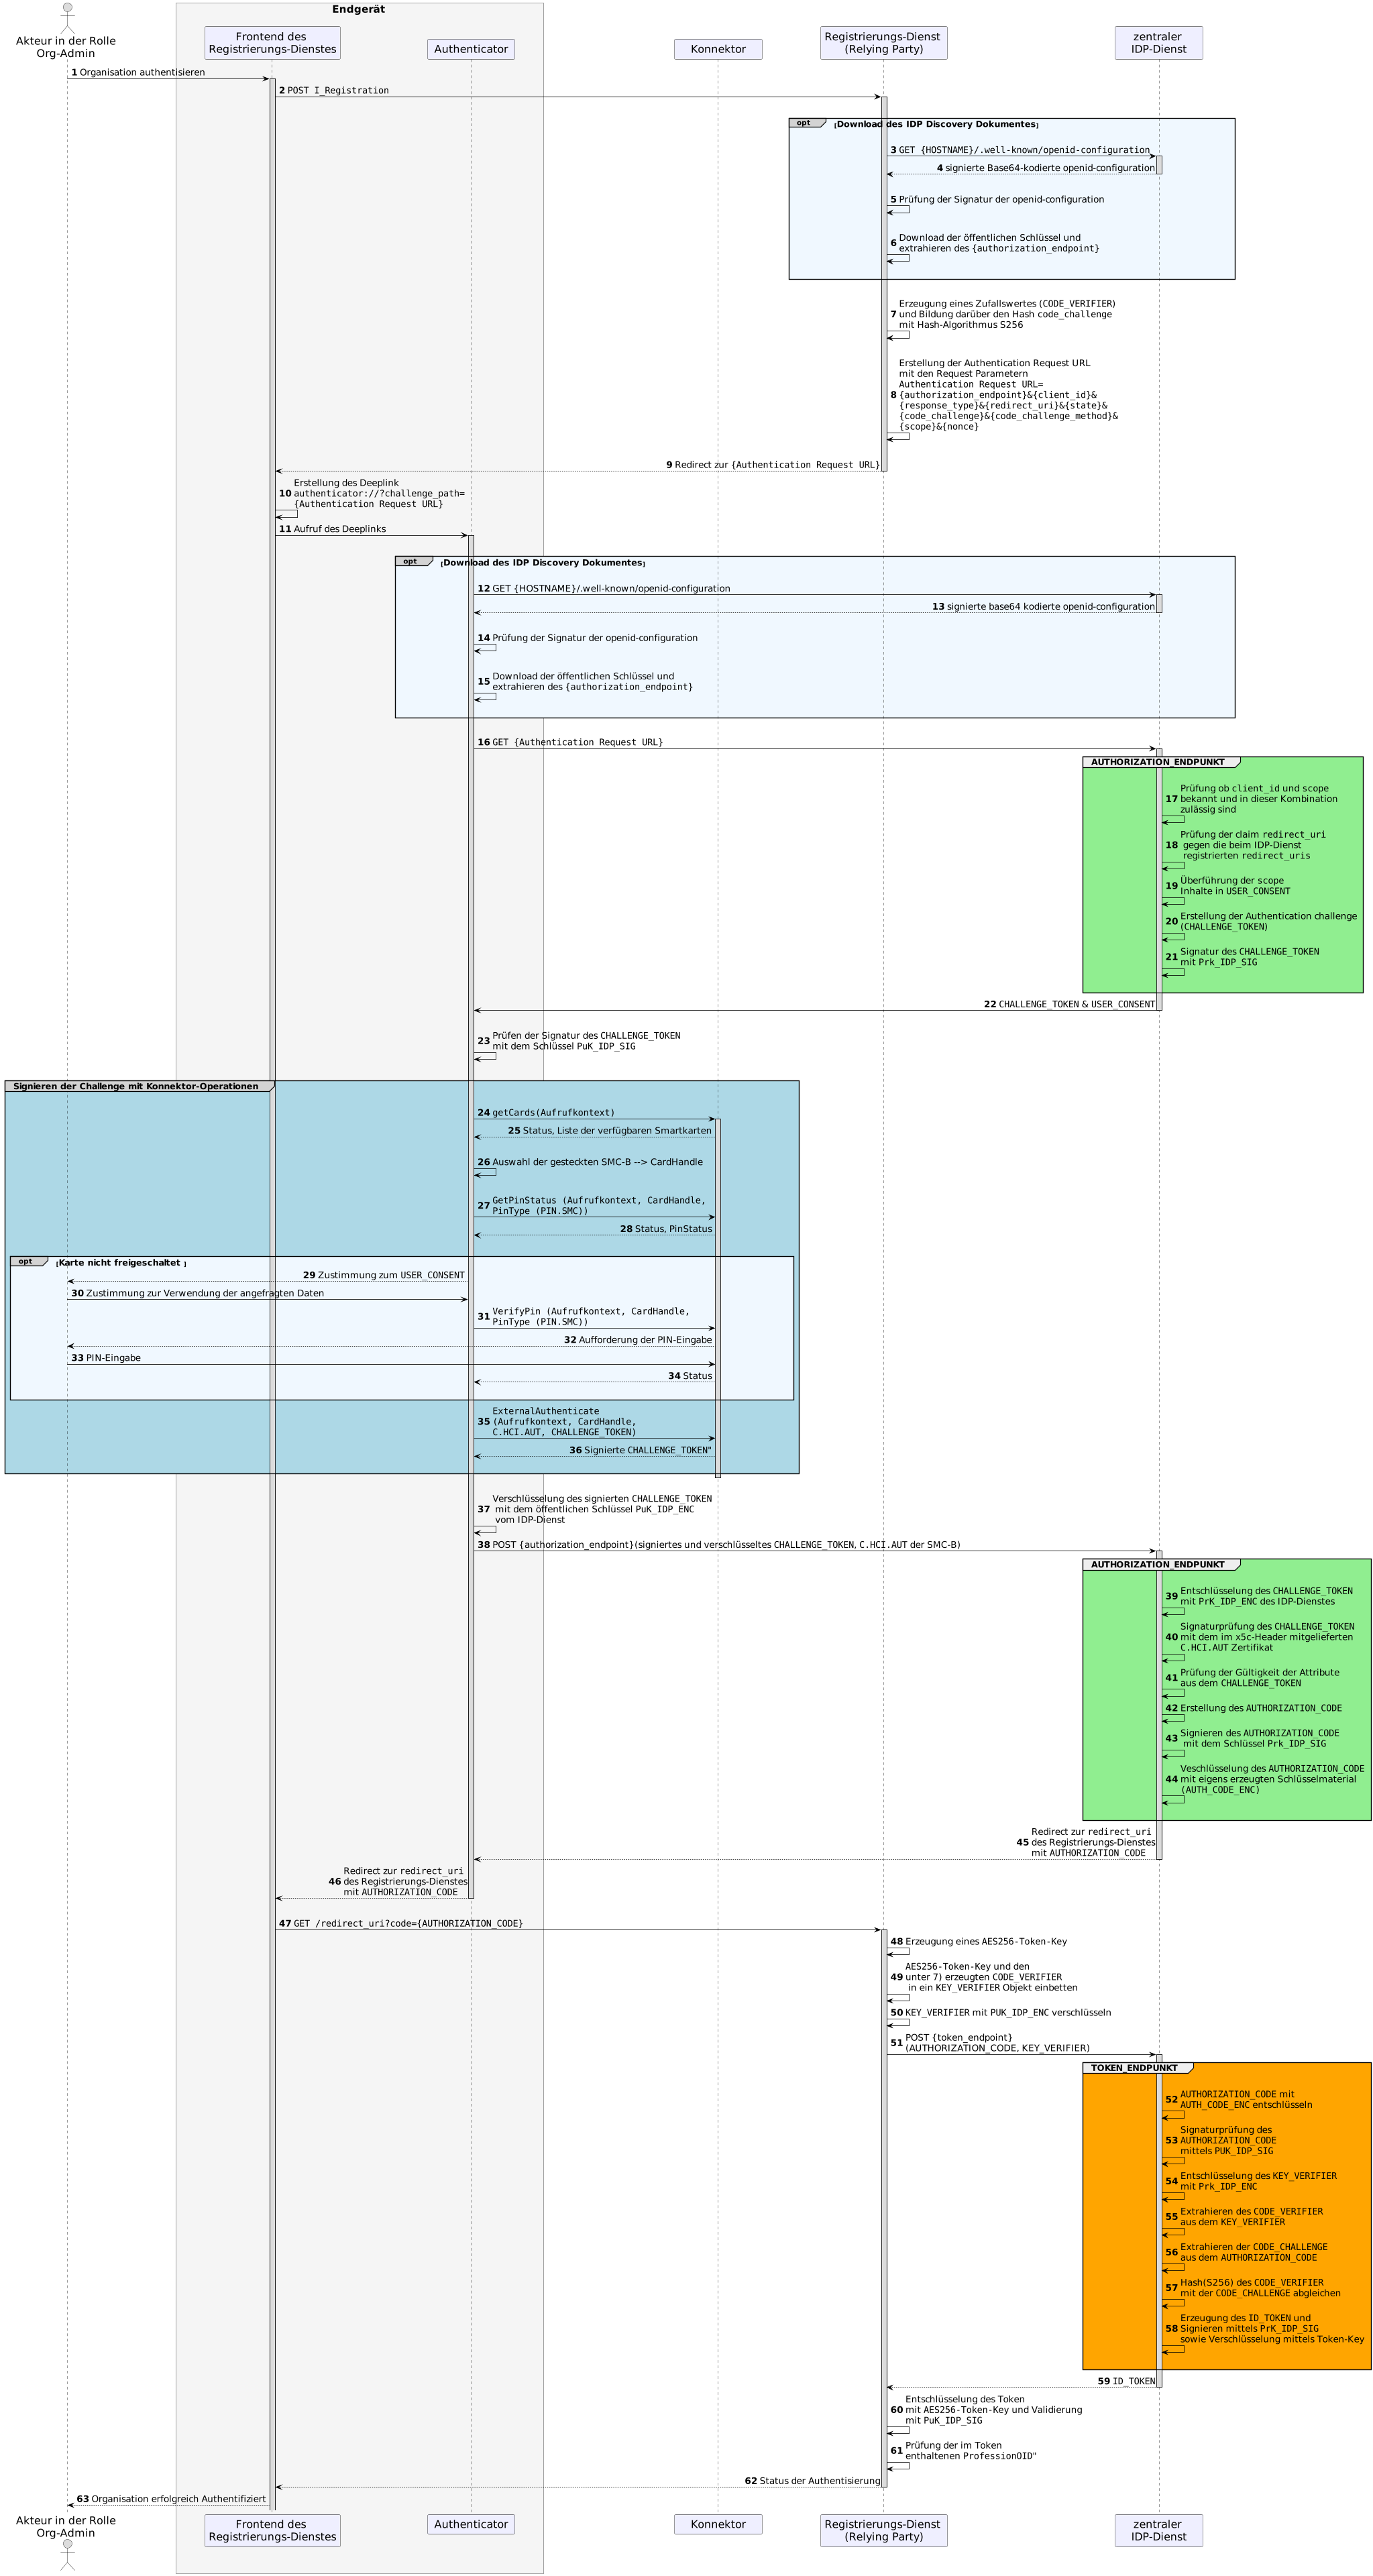 Endgerät
Akteur in der Rolle
Org-Admin
Frontend des
Registrierungs-Dienstes
Authenticator
Konnektor
Registrierungs-Dienst
(Relying Party)
zentraler
IDP-Dienst
1 Organisation authentisieren
2 POST I_Registration
opt [Download des IDP Discovery Dokumentes]
3 GET {HOSTNAME}/.well-known/openid-configuration
4 signierte Base64-kodierte openid-configuration
5 Prüfung der Signatur der openid-configuration
6 Download der öffentlichen Schlüssel und
extrahieren des {authorization_endpoint}
7 Erzeugung eines Zufallswertes (CODE_VERIFIER)
und Bildung darüber den Hash code_challenge
mit Hash-Algorithmus S256
8 Erstellung der Authentication Request URL
mit den Request Parametern
Authentication Request URL=
{authorization_endpoint}&{client_id}&
{response_type}&{redirect_uri}&{state}&
{code_challenge}&{code_challenge_method}&
{scope}&{nonce}
9 Redirect zur {Authentication Request URL}
10 Erstellung des Deeplink
authenticator://?challenge_path=
{Authentication Request URL}
11 Aufruf des Deeplinks
opt [Download des IDP Discovery Dokumentes]
12 GET {HOSTNAME}/.well-known/openid-configuration
13 signierte base64 kodierte openid-configuration
14 Prüfung der Signatur der openid-configuration
15 Download der öffentlichen Schlüssel und
extrahieren des {authorization_endpoint}
16 GET {Authentication Request URL}
AUTHORIZATION_ENDPUNKT
17 Prüfung ob client_id und scope
bekannt und in dieser Kombination
zulässig sind
18 Prüfung der claim redirect_uri
gegen die beim IDP-Dienst
registrierten redirect_uris
19 Überführung der scope
Inhalte in USER_CONSENT
20 Erstellung der Authentication challenge
(CHALLENGE_TOKEN)
21 Signatur des CHALLENGE_TOKEN
mit Prk_IDP_SIG
22 CHALLENGE_TOKEN & USER_CONSENT
23 Prüfen der Signatur des CHALLENGE_TOKEN
mit dem Schlüssel PuK_IDP_SIG
Signieren der Challenge mit Konnektor-Operationen
24 getCards(Aufrufkontext)
25 Status, Liste der verfügbaren Smartkarten
26 Auswahl der gesteckten SMC-B --> CardHandle
27 GetPinStatus (Aufrufkontext, CardHandle,
PinType (PIN.SMC))
28 Status, PinStatus
opt [Karte nicht freigeschaltet ]
29 Zustimmung zum USER_CONSENT
30 Zustimmung zur Verwendung der angefragten Daten
31 VerifyPin (Aufrufkontext, CardHandle,
PinType (PIN.SMC))
32 Aufforderung der PIN-Eingabe
33 PIN-Eingabe
34 Status
35 ExternalAuthenticate
(Aufrufkontext, CardHandle,
C.HCI.AUT, CHALLENGE_TOKEN)
36 Signierte CHALLENGE_TOKEN"
37 Verschlüsselung des signierten CHALLENGE_TOKEN
mit dem öffentlichen Schlüssel PuK_IDP_ENC
vom IDP-Dienst
38 POST {authorization_endpoint}(signiertes und verschlüsseltes CHALLENGE_TOKEN, C.HCI.AUT der SMC-B)
AUTHORIZATION_ENDPUNKT
39 Entschlüsselung des CHALLENGE_TOKEN
mit PrK_IDP_ENC des IDP-Dienstes
40 Signaturprüfung des CHALLENGE_TOKEN
mit dem im x5c-Header mitgelieferten
C.HCI.AUT Zertifikat
41 Prüfung der Gültigkeit der Attribute
aus dem CHALLENGE_TOKEN
42 Erstellung des AUTHORIZATION_CODE
43 Signieren des AUTHORIZATION_CODE
mit dem Schlüssel Prk_IDP_SIG
44 Veschlüsselung des AUTHORIZATION_CODE
mit eigens erzeugten Schlüsselmaterial
(AUTH_CODE_ENC)
45 Redirect zur redirect_uri
des Registrierungs-Dienstes
mit AUTHORIZATION_CODE
46 Redirect zur redirect_uri
des Registrierungs-Dienstes
mit AUTHORIZATION_CODE
47 GET /redirect_uri?code={AUTHORIZATION_CODE}
48 Erzeugung eines AES256-Token-Key
49 AES256-Token-Key und den
unter 7) erzeugten CODE_VERIFIER
in ein KEY_VERIFIER Objekt einbetten
50 KEY_VERIFIER mit PUK_IDP_ENC verschlüseln
51 POST {token_endpoint}
(AUTHORIZATION_CODE, KEY_VERIFIER)
TOKEN_ENDPUNKT
52 AUTHORIZATION_CODE mit
AUTH_CODE_ENC entschlüseln
53 Signaturprüfung des
AUTHORIZATION_CODE
mittels PUK_IDP_SIG
54 Entschlüsselung des KEY_VERIFIER
mit Prk_IDP_ENC
55 Extrahieren des CODE_VERIFIER
aus dem KEY_VERIFIER
56 Extrahieren der CODE_CHALLENGE
aus dem AUTHORIZATION_CODE
57 Hash(S256) des CODE_VERIFIER
mit der CODE_CHALLENGE abgleichen
58 Erzeugung des ID_TOKEN und
Signieren mittels PrK_IDP_SIG
sowie Verschlüsselung mittels Token-Key
59 ID_TOKEN
60 Entschlüsselung des Token
mit AES256-Token-Key und Validierung
mit PuK_IDP_SIG
61 Prüfung der im Token
enthaltenen ProfessionOID"
62 Status der Authentisierung
63 Organisation erfolgreich Authentifiziert
Akteur in der Rolle
Org-Admin
Frontend des
Registrierungs-Dienstes
Authenticator
Konnektor
Registrierungs-Dienst
(Relying Party)
zentraler
IDP-Dienst